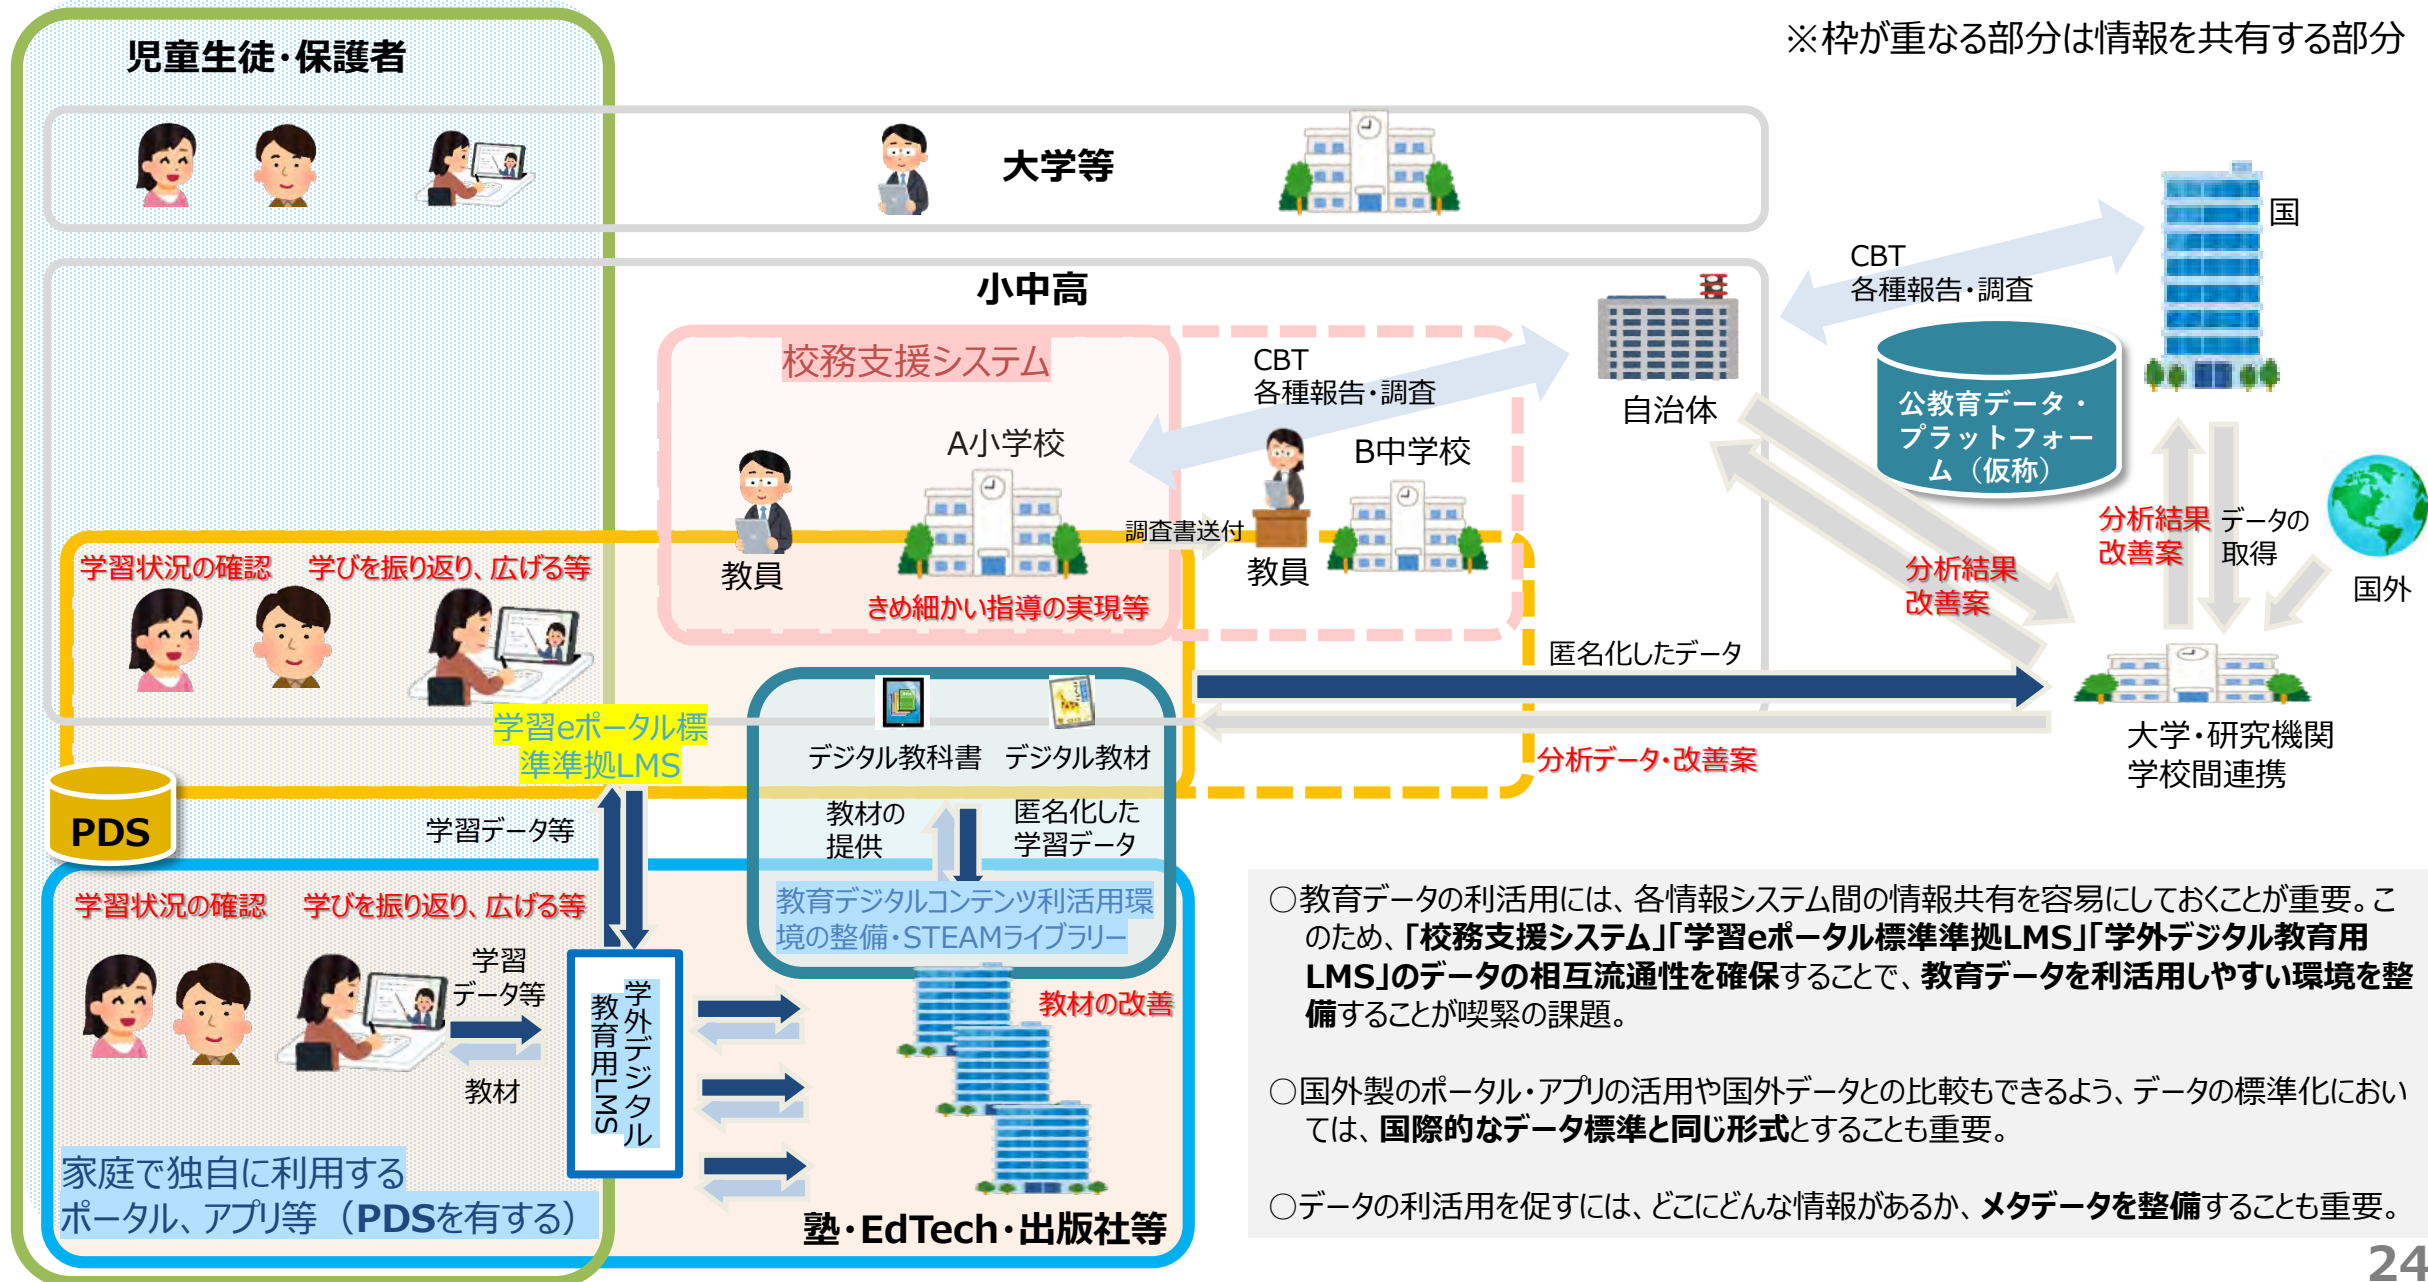 児童生徒・保護者
※枠が重なる部分は情報を共有する部分
大学等
国
CBT
各種報告・調査
小中高
校務支援システム
CBT
各種報告・調査
自治体
公教育データ・
プラットフォー
ム（仮称）
A小学校
B中学校
調査書送付
教員
教員
きめ細かい指導の実現等
学習状況の確認
学びを振り返り、広げる等
分析結果
改善案
データの
取得
国外
分析結果
改善案
匿名化したデータ
分析データ・改善案
大学・研究機関
学校間連携
学習eポータル標
準準拠LMS
デジタル教科書
デジタル教材
PDS
学習データ等
教材の
提供
匿名化した
学習データ
教育デジタルコンテンツ利活用環
境の整備・STEAMライブラリー
学習状況の確認
学びを振り返り、広げる等
学習
データ等
教材
学外デジタル
教育用LMS
教材の改善
家庭で独自に利用する
ポータル、アプリ等（PDSを有する）
塾・EdTech・出版社等
○教育データの利活用には、各情報システム間の情報共有を容易にしておくことが重要。こ
のため、「校務支援システム」「学習eポータル標準準拠LMS」「学外デジタル教育用
LMS」のデータの相互流通性を確保することで、教育データを利活用しやすい環境を整
備することが喫緊の課題。
○国外製のポータル・アプリの活用や国外データとの比較もできるよう、データの標準化におい
ては、国際的なデータ標準と同じ形式とすることも重要。
○データの利活用を促すには、どこにどんな情報があるか、メタデータを整備することも重要。
24